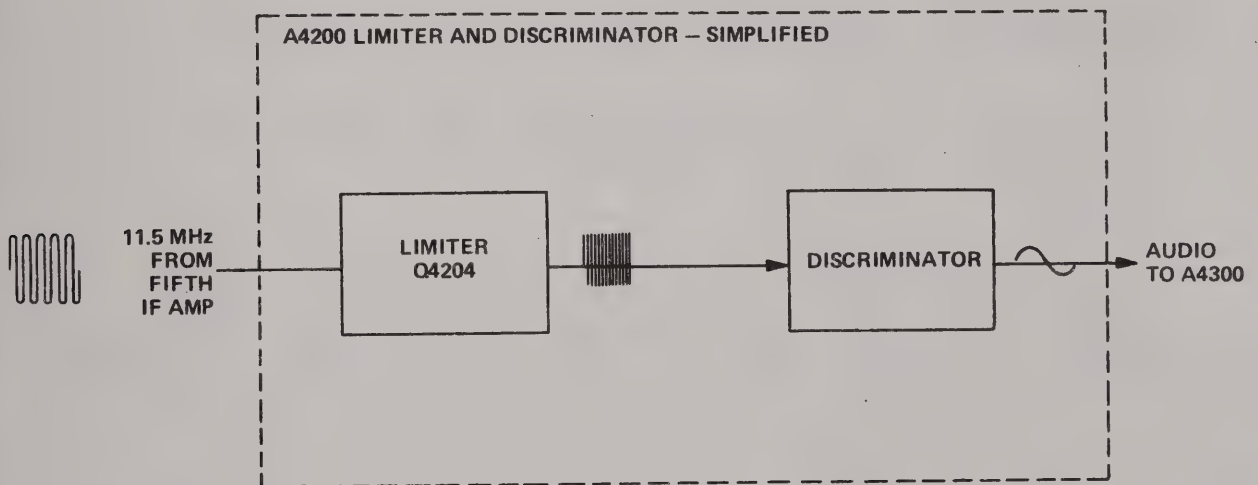 A4200 LIMITER AND DISCRIMINATOR – SIMPLIFIED
11.5 MHz
FROM
FIFTH
IF AMP
LIMITER
Q4204
DISCRIMINATOR
AUDIO
TO A4300